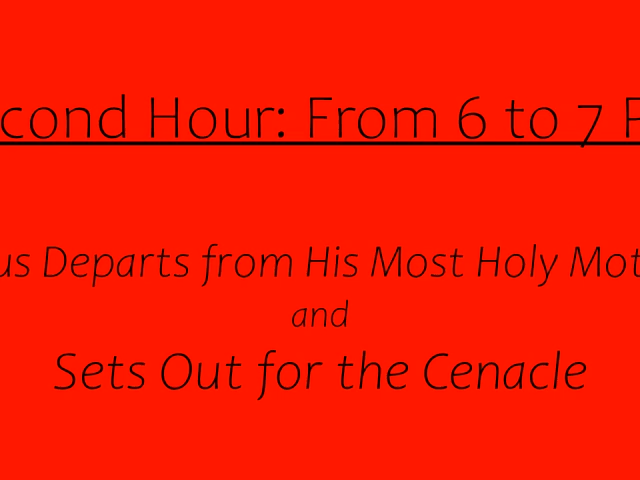 cond Hour: From 6 to 7 P
us Departs from His Most Holy Mot
and
Sets Out for the Cenacle